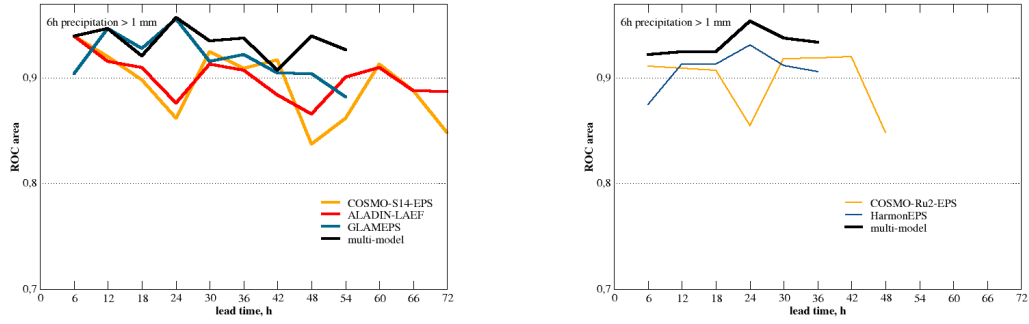 6h precipitation > 1 mm
ROC area
0,9
0,8
0,7
COSMO-S14-EPS
ALADIN-LAEF
GLAMEPS
multi-model
0 6 12 18 24 30 36 42 48 54 60 66 72
lead time, h
6h precipitation > 1 mm
ROC area
0,9
0,8
0,7
COSMO-Ru2-EPS
HarmonEPS
multi-model
0 6 12 18 24 30 36 42 48 54 60 66 72
lead time, h